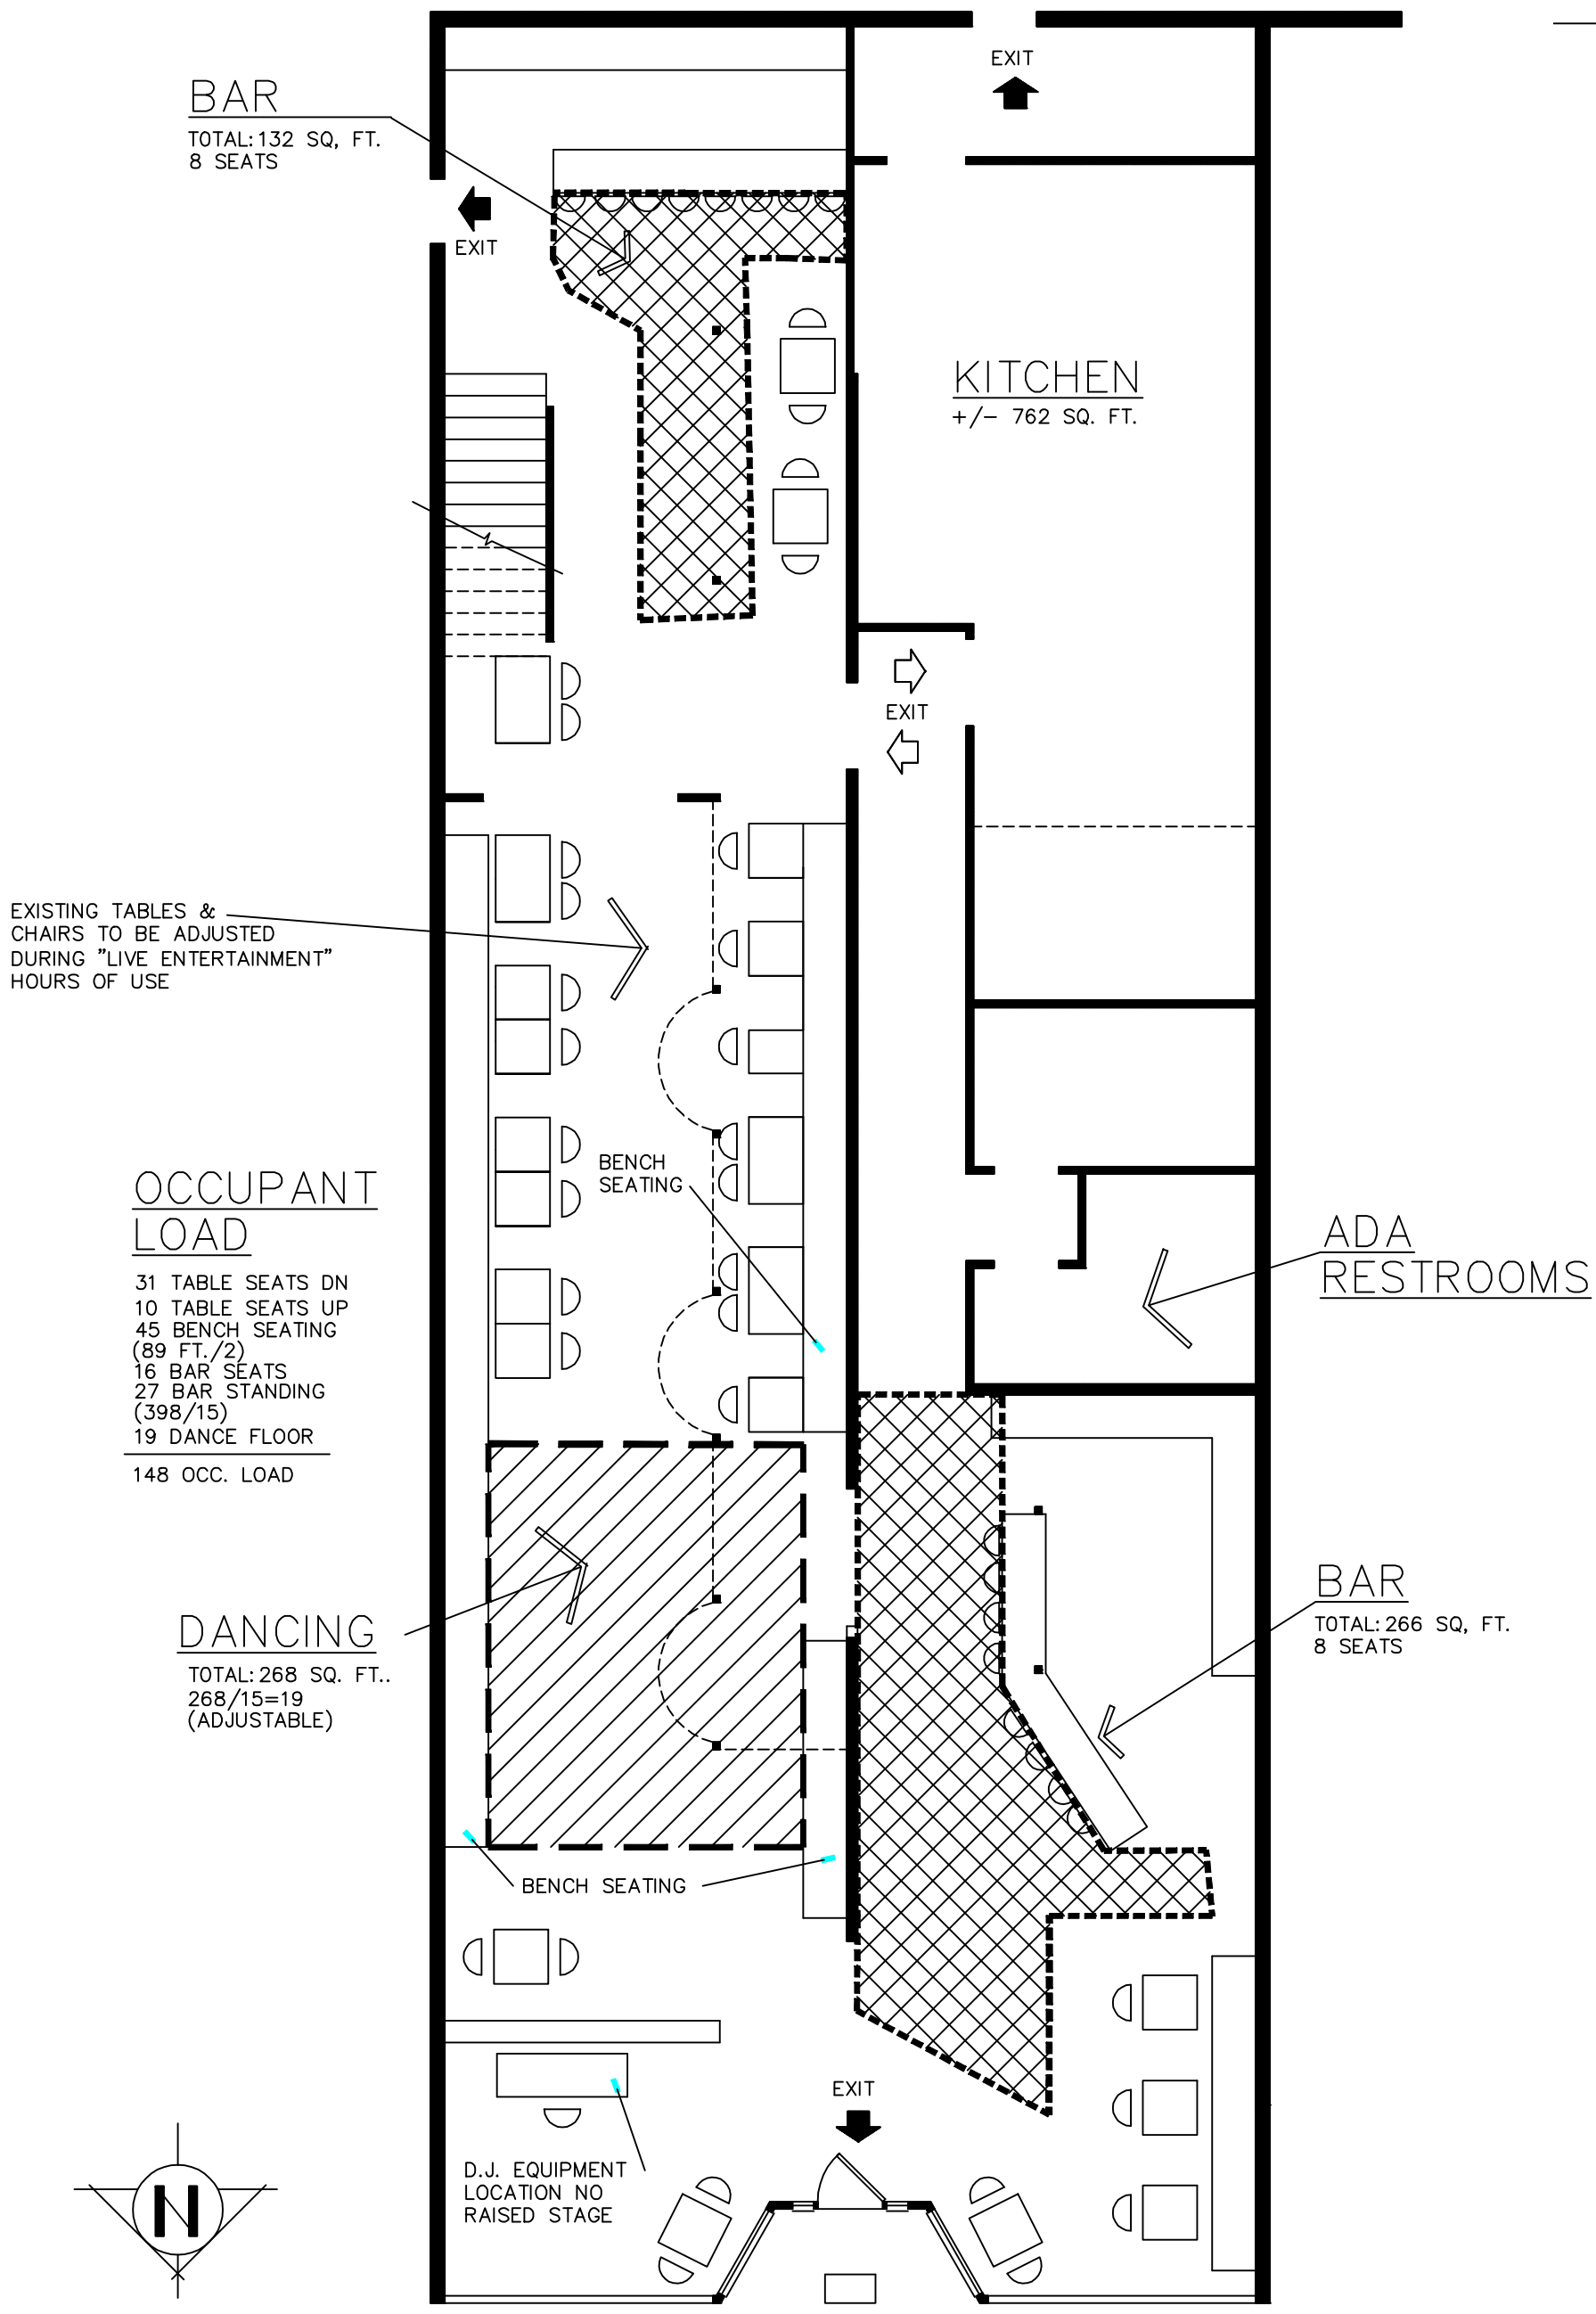 EXIT
BAR
TOTAL: 132 SQ, FT.
8 SEATS
EXIT
KITCHEN
+/- 762 SQ. FT.
EXIT
EXISTING TABLES &
CHAIRS TO BE ADJUSTED
DURING "LIVE ENTERTAINMENT"
HOURS OF USE
BENCH
SEATING
OCCUPANT
LOAD
31 TABLE SEATS DN
10 TABLE SEATS UP
45 BENCH SEATING
(89 FT./2)
16 BAR SEATS
27 BAR STANDING
(398/15)
19 DANCE FLOOR
148 OCC. LOAD
ADA
RESTROOMS
DANCING
TOTAL: 268 SQ. FT..
268/15=19
(ADJUSTABLE)
BAR
TOTAL: 266 SQ, FT.
8 SEATS
BENCH SEATING
EXIT
D.J. EQUIPMENT
LOCATION NO
RAISED STAGE
N